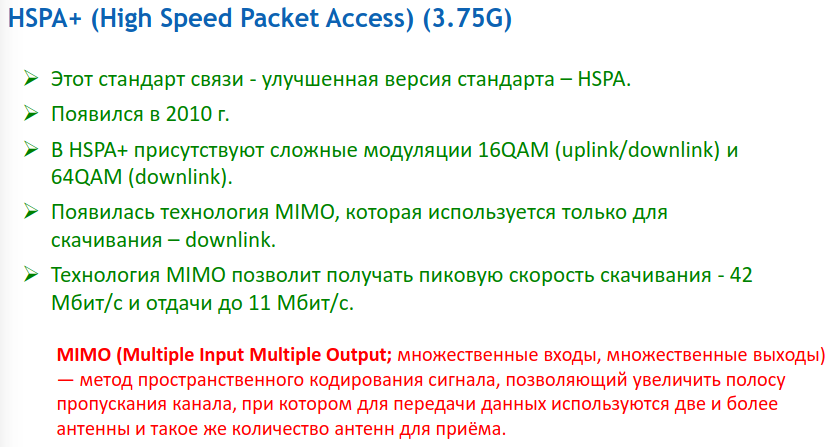 HSPA+ (High Speed Packet Access) (3.75G)
➢ Этот стандарт связи - улучшенная версия стандарта – HSPA.
➢ Появился в 2010 г.
➢ В HSPA+ присутствуют сложные модуляции 16QAM (uplink/downlink) и
64QAM (downlink).
➢ Появилась технология MIMO, которая используется только для
скачивания – downlink.
➢ Технология MIMO позволит получать пиковую скорость скачивания - 42
Мбит/с и отдачи до 11 Мбит/с.
MIMO (Multiple Input Multiple Output; множественные входы, множественные выходы)
— метод пространственного кодирования сигнала, позволяющий увеличить полосу
пропускания канала, при котором для передачи данных используются две и более
антенны и такое же количество антенн для приёма.